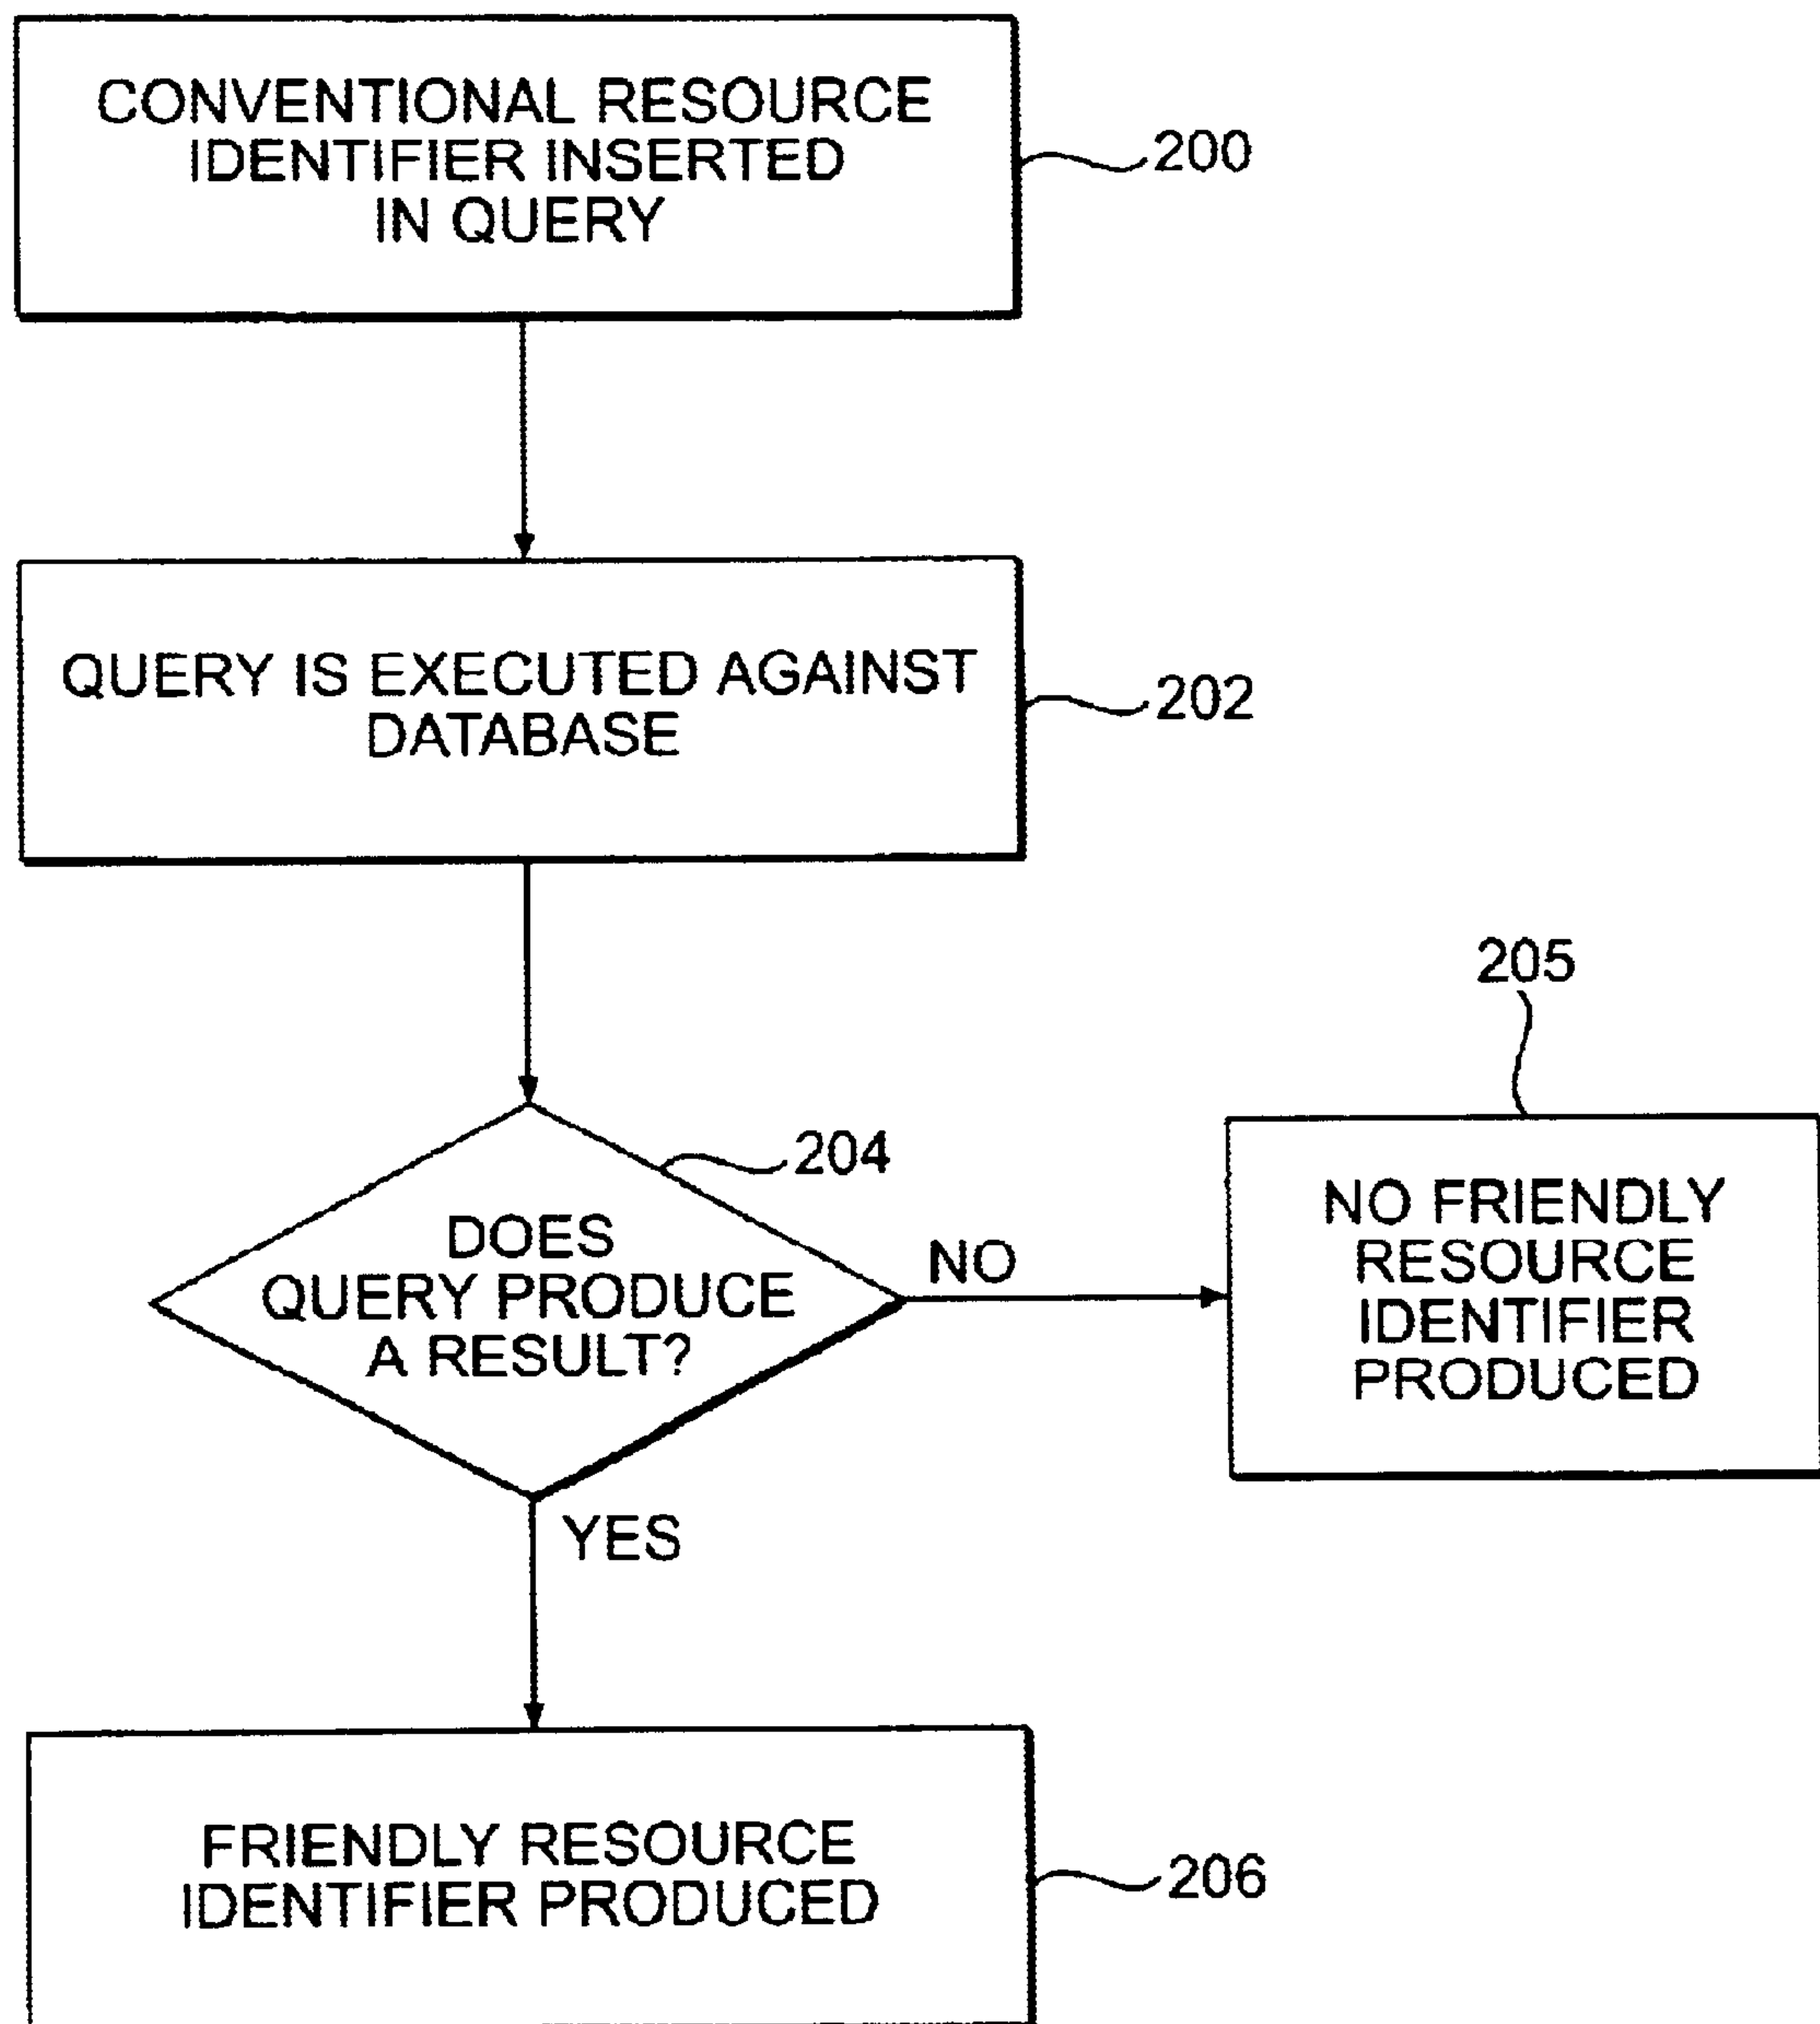 CONVENTIONAL RESOURCE
IDENTIFIER INSERTED
IN QUERY
200
QUERY IS EXECUTED AGAINST
DATABASE
202
204
DOES
QUERY PRODUCE
A RESULT?
NO
205
NO FRIENDLY
RESOURCE
IDENTIFIER
PRODUCED
YES
FRIENDLY RESOURCE
IDENTIFIER PRODUCED
206